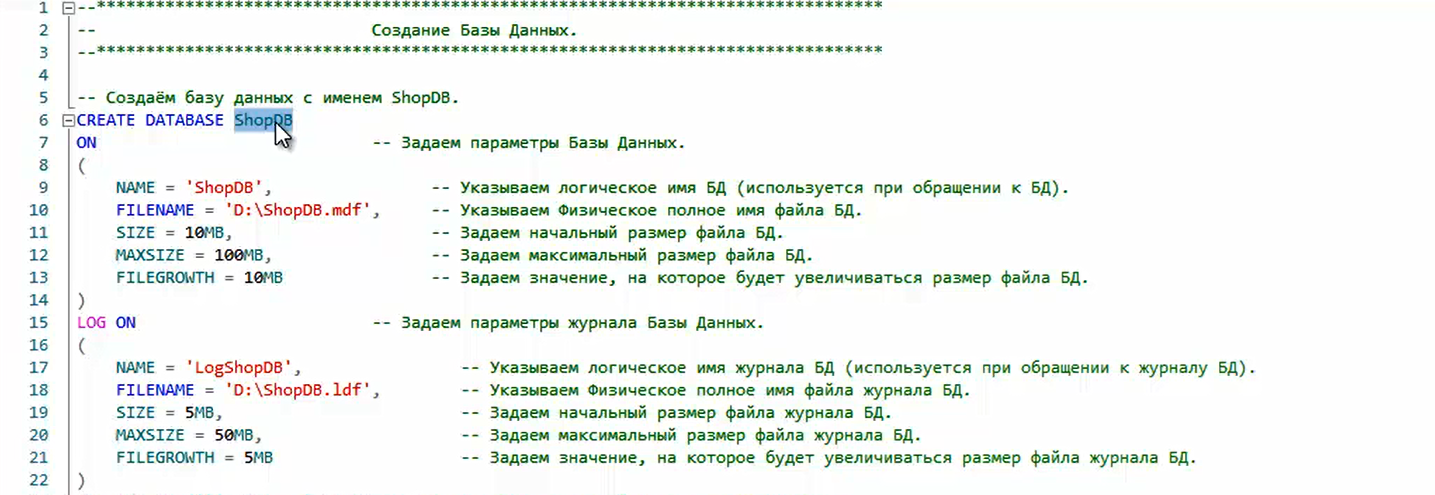 1 --********************************************************************************
2 -- Создание Базы Данных.
3 --********************************************************************************
4
5 -- Создаём базу данных с именем ShopDB.
6 CREATE DATABASE ShopDB
7 ON -- Задаем параметры Базы Данных.
8 (
9 NAME = 'ShopDB', -- Указываем логическое имя БД (используется при обращении к БД).
10 FILENAME = 'D:\ShopDB.mdf', -- Указываем Физическое полное имя файла БД.
11 SIZE = 10MB, -- Задаем начальный размер файла БД.
12 MAXSIZE = 100MB, -- Задаем максимальный размер файла БД.
13 FILEGROWTH = 10MB -- Задаем значение, на которое будет увеличиваться размер файла БД.
14 )
15 LOG ON -- Задаем параметры журнала Базы Данных.
16 (
17 NAME = 'LogShopDB', -- Указываем логическое имя журнала БД (используется при обращении к журналу БД).
18 FILENAME = 'D:\ShopDB.ldf', -- Указываем Физическое полное имя файла журнала БД.
19 SIZE = 5MB, -- Задаем начальный размер файла журнала БД.
20 MAXSIZE = 50MB, -- Задаем максимальный размер файла журнала БД.
21 FILEGROWTH = 5MB -- Задаем значение, на которое будет увеличиваться размер файла журнала БД.
22 )